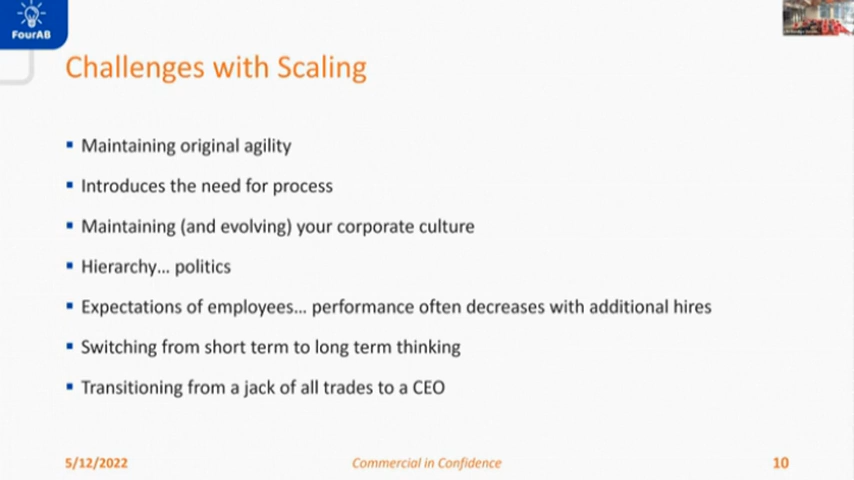 FourAB
Challenges with Scaling
Maintaining original agility
Introduces the need for process
Maintaining (and evolving) your corporate culture
Hierarchy... politics
Expectations of employees... performance often decreases with additional hires
Switching from short term to long term thinking
Transitioning from a jack of all trades to a CEO
5/12/2022
Commercial in Confidence
10